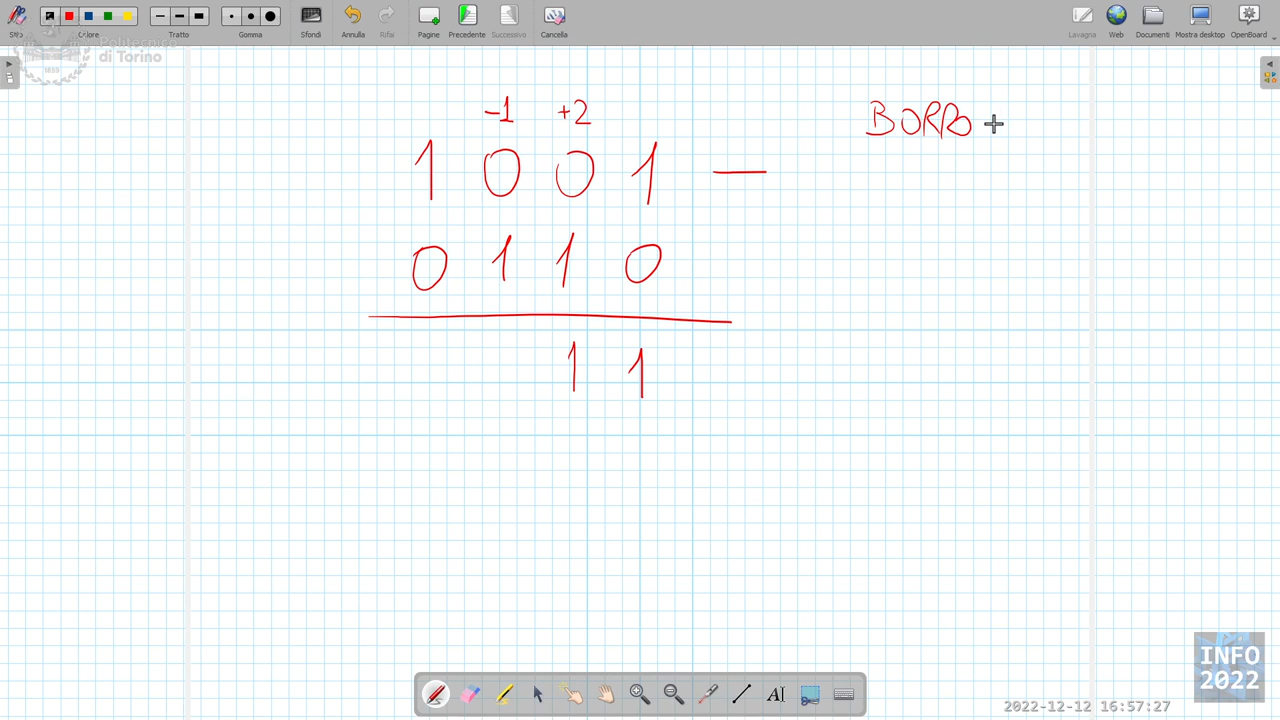 Stilo Colore Tratto Gomma Sfondi Annulla Rifai Pagine Precedente Successivo Cancella Lavagna Web Documenti Mostra desktop OpenBoard
Politecnico
di Torino
1859
-1 +2
1 0 0 1 —
0 1 1 0
1 1
BORRO
INFO
2022
2022-12-12 16:57:27